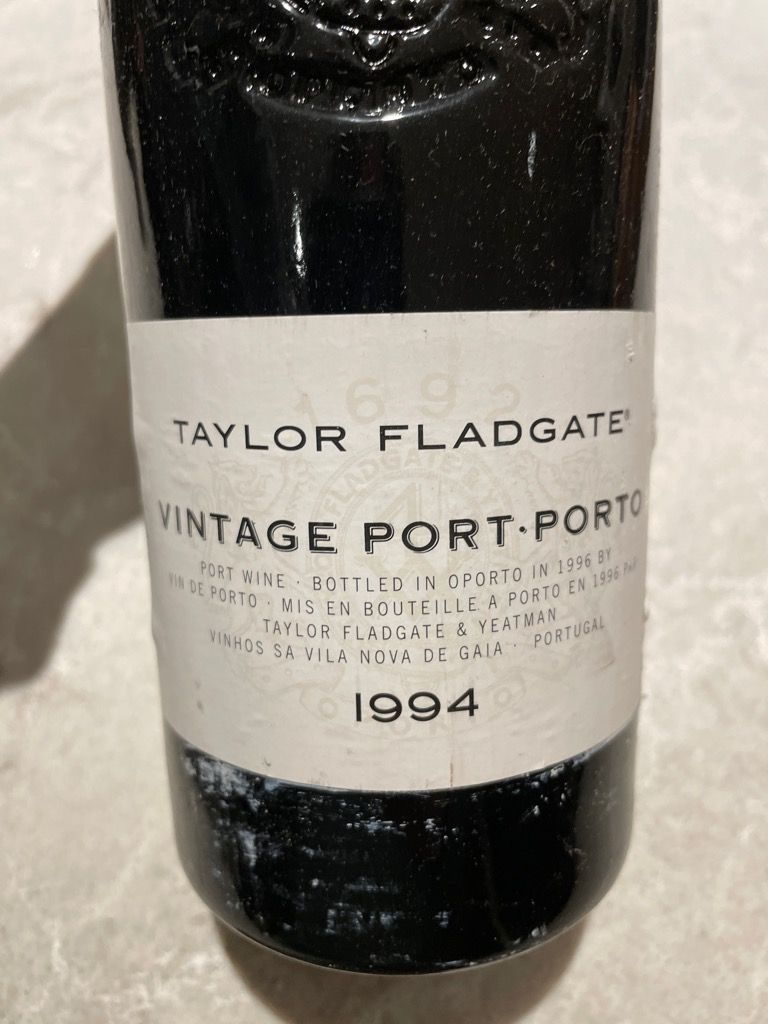 1692
TAYLOR FLADGATE®
VINTAGE PORT·PORTO
PORT WINE · BOTTLED IN OPORTO IN 1996 BY
VIN DE PORTO · MIS EN BOUTEILLE A PORTO EN 1996 PAR
TAYLOR FLADGATE & YEATMAN
VINHOS SA VILA NOVA DE GAIA · PORTUGAL
1994